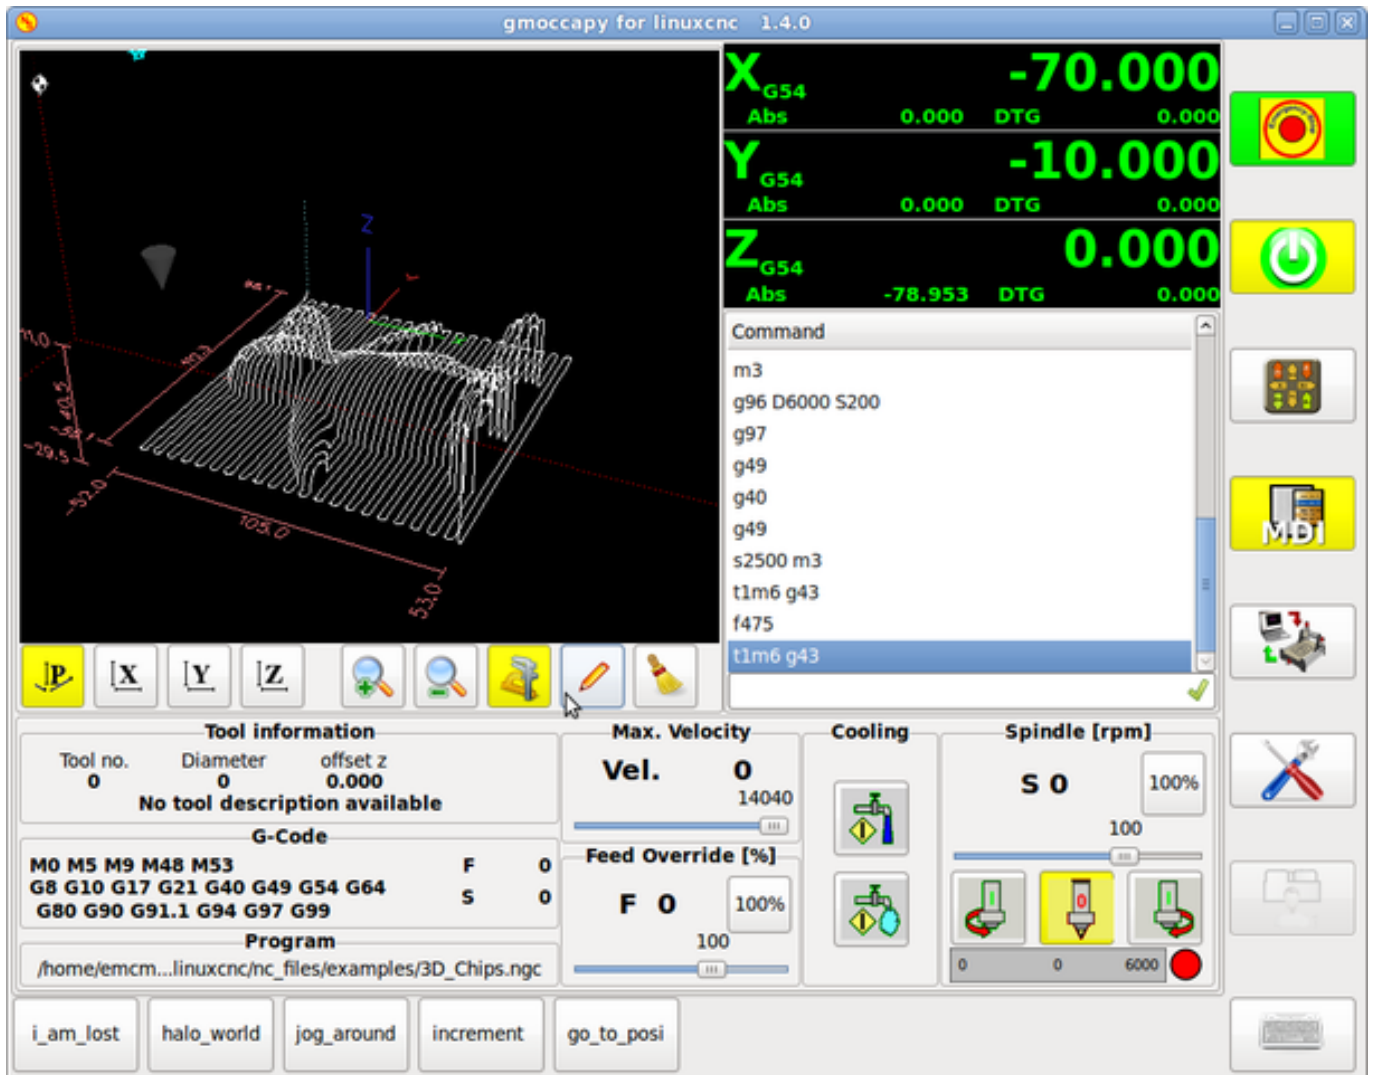 gmoccapy for linuxcnc 1.4.0
X G54 -70.000
Abs 0.000 DTG 0.000
Y G54 -10.000
Abs 0.000 DTG 0.000
Z G54 0.000
Abs -78.953 DTG 0.000
Emergency Stop
Z
105.0
-52.0
53.0
-29.5
40.5
Command
m3
g96 D6000 S200
g97
g49
g40
g49
s2500 m3
t1m6 g43
f475
t1m6 g43
MDI
P
X
Y
Z
Tool information
Tool no. Diameter offset z
0 0 0.000
No tool description available
G-Code
M0 M5 M9 M48 M53 F 0
G8 G10 G17 G21 G40 G49 G54 G64 S 0
G80 G90 G91.1 G94 G97 G99
Program
/home/emcm...linuxcnc/nc_files/examples/3D_Chips.ngc
Max. Velocity
Vel. 0
14040
Feed Override [%]
F 0 100%
100
Cooling
Spindle [rpm]
S 0 100%
100
0 0 6000
i_am_lost halo_world jog_around increment go_to_posi